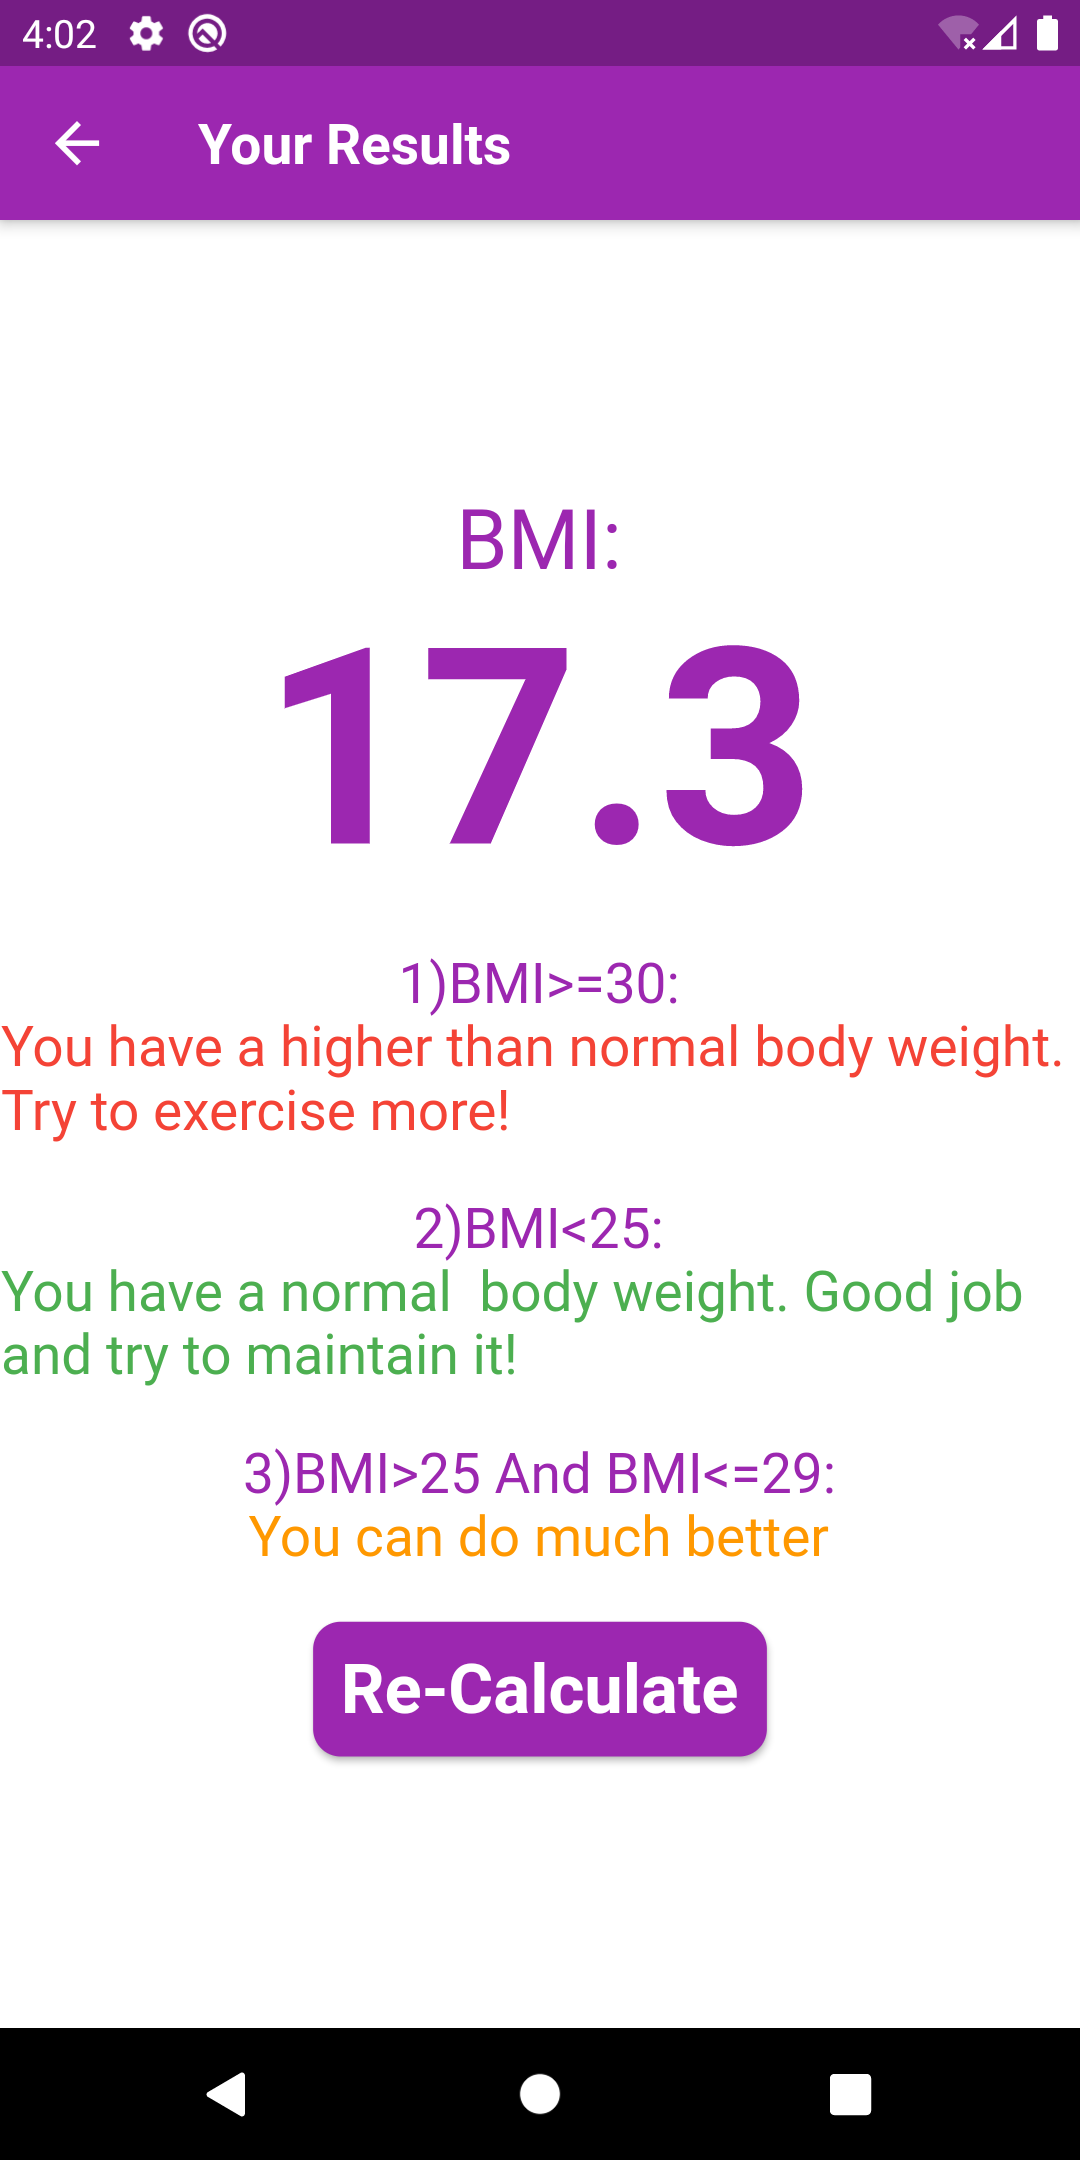 4:02
Your Results
BMI:
17.3
1)BMI>=30:
You have a higher than normal body weight.
Try to exercise more!
2)BMI<25:
You have a normal  body weight. Good job
and try to maintain it!
3)BMI>25 And BMI<=29:
You can do much better
Re-Calculate